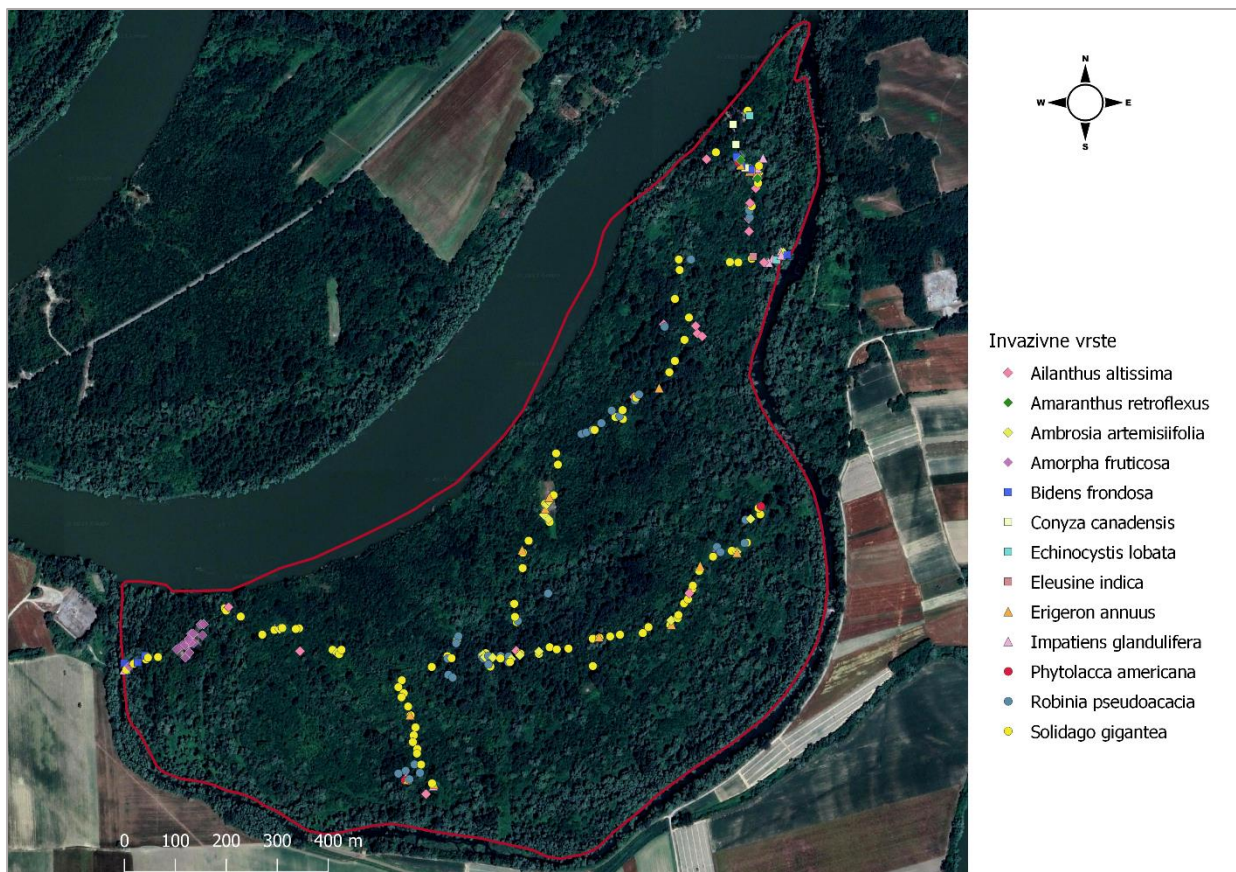 N
W
E
S
Invazivne vrste
Ailanthus altissima
Amaranthus retroflexus
Ambrosia artemisiifolia
Amorpha fruticosa
Bidens frondosa
Conyza canadensis
Echinocystis lobata
Eleusine indica
Erigeron annuus
Impatiens glandulifera
Phytolacca americana
Robinia pseudoacacia
Solidago gigantea
0 100 200 300 400 m